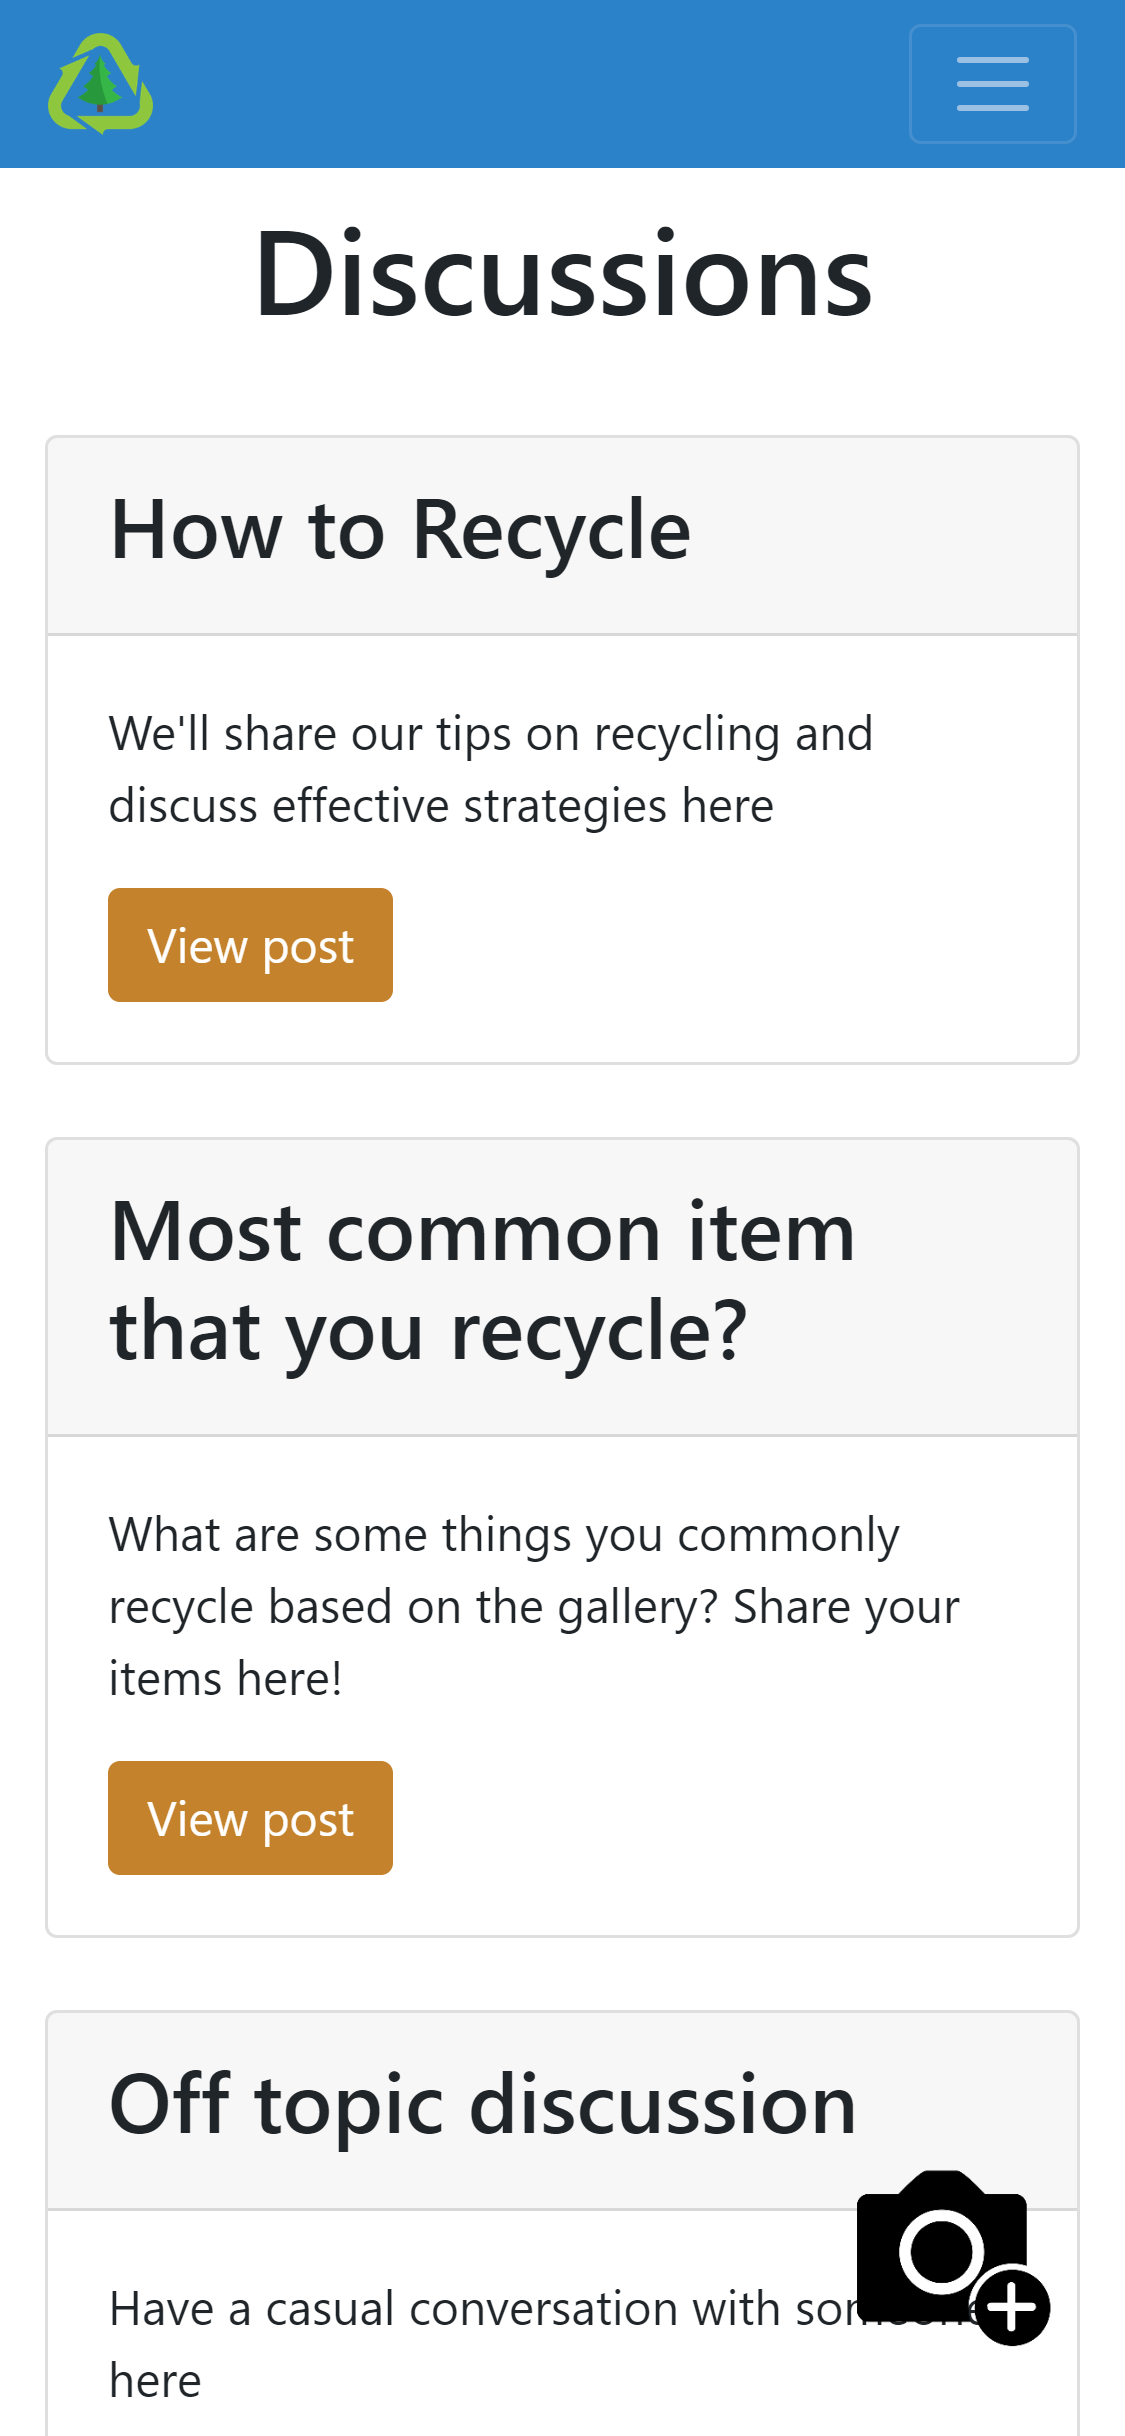 Discussions
How to Recycle
We'll share our tips on recycling and
discuss effective strategies here
View post
Most common item
that you recycle?
What are some things you commonly
recycle based on the gallery? Share your
items here!
View post
Off topic discussion
Have a casual conversation with
here